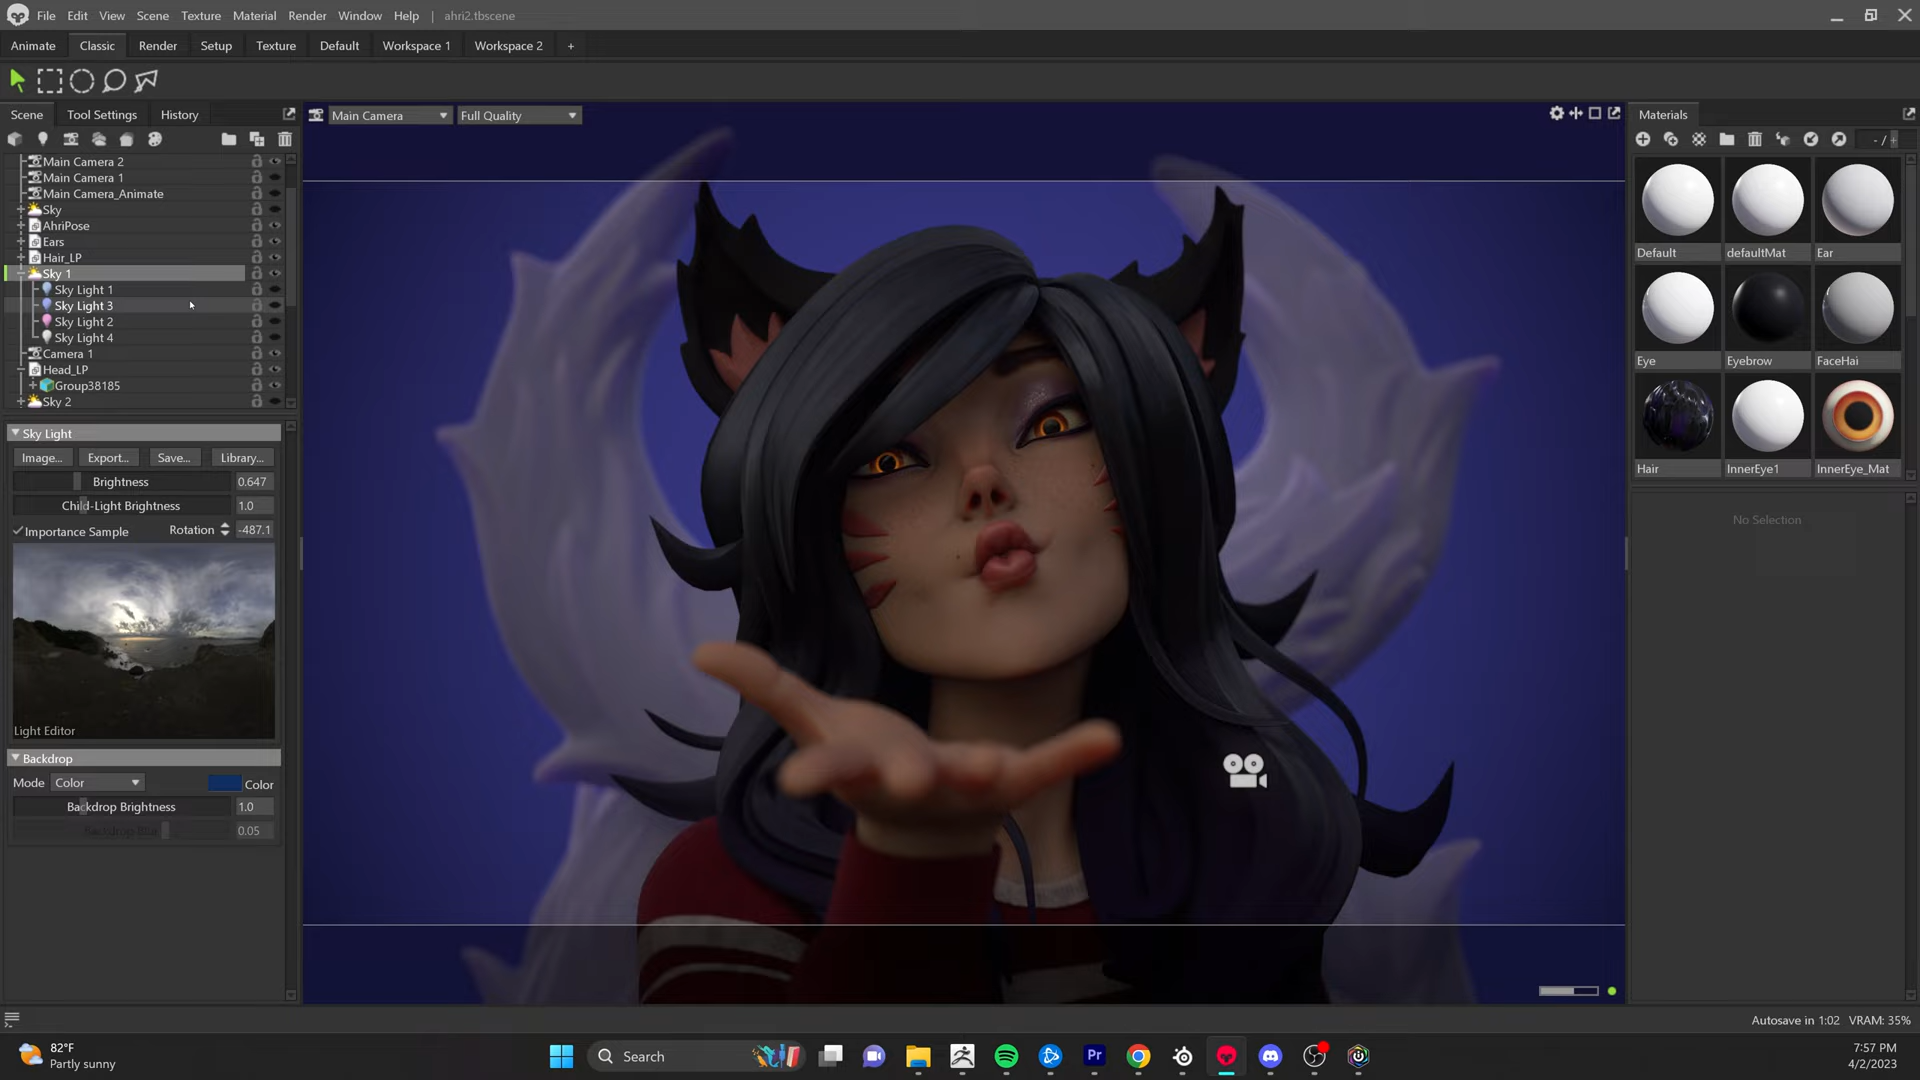 File Edit View Scene Texture Material Render Window Help | ahri2.tbscene
Animate Classic Render Setup Texture Default Workspace 1 Workspace 2 +
Scene Tool Settings History
Main Camera Full Quality
Materials
- /
Main Camera 2
Main Camera 1
Main Camera_Animate
Sky
AhriPose
Ears
Hair_LP
Sky 1
Sky Light 1
Sky Light 3
Sky Light 2
Sky Light 4
Camera 1
Head_LP
Group38185
Sky 2
Default defaultMat Ear
Eye Eyebrow FaceHai
Hair InnerEye1 InnerEye_Mat
No Selection
Sky Light
Image... Export... Save... Library...
Brightness 0.647
Child-Light Brightness 1.0
Importance Sample Rotation -487.1
Light Editor
Backdrop
Mode Color Color
Backdrop Brightness 1.0
Backdrop Blur 0.05
Autosave in 1:02 VRAM: 35%
82°F
Partly sunny
Search
Pr
7:57 PM
4/2/2023